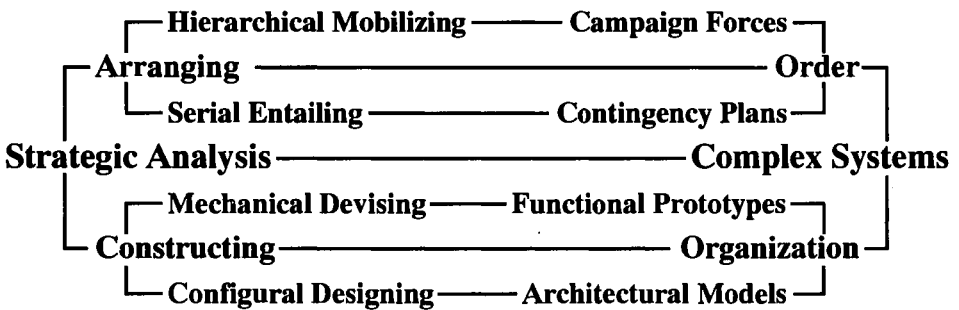 Hierarchical Mobilizing Campaign Forces
Arranging Order
Serial Entailing Contingency Plans
Strategic Analysis Complex Systems
Mechanical Devising Functional Prototypes
Constructing Organization
Configural Designing Architectural Models